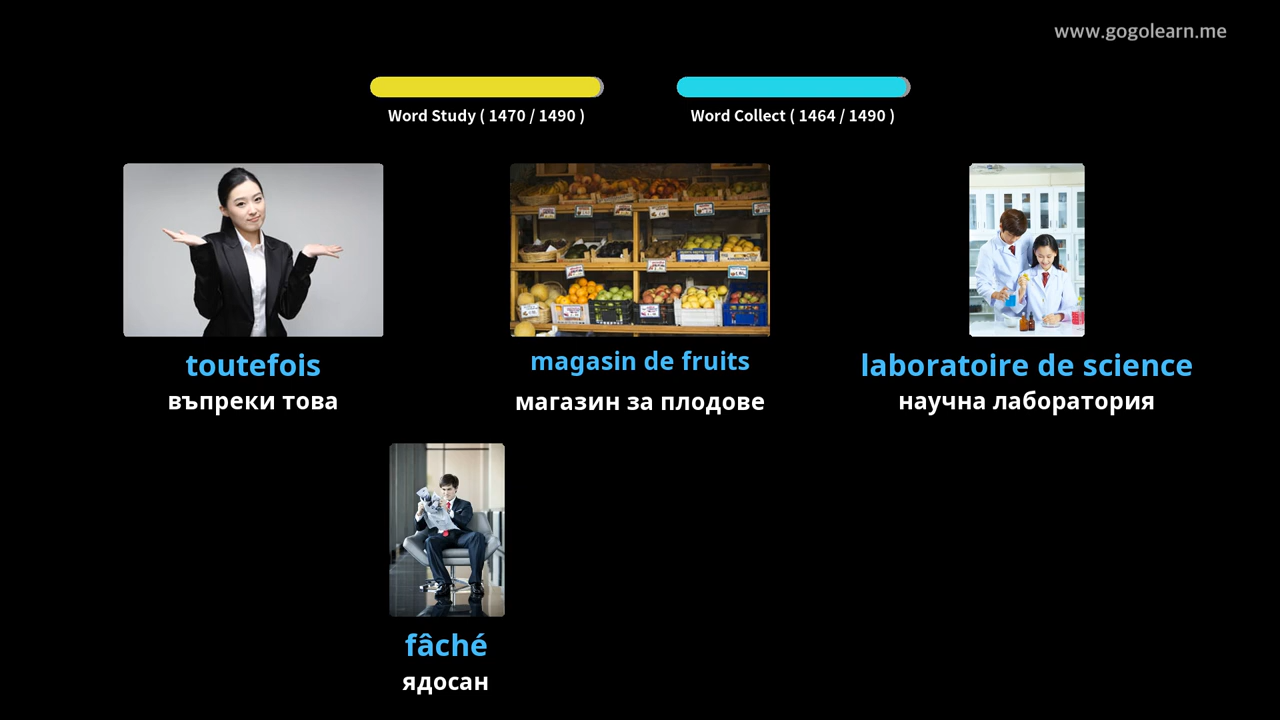 www.gogolearn.me
Word Study ( 1470 / 1490 )
Word Collect ( 1464 / 1490 )
toutefois
въпреки това
magasin de fruits
магазин за плодове
laboratoire de science
научна лаборатория
fâché
ядосан